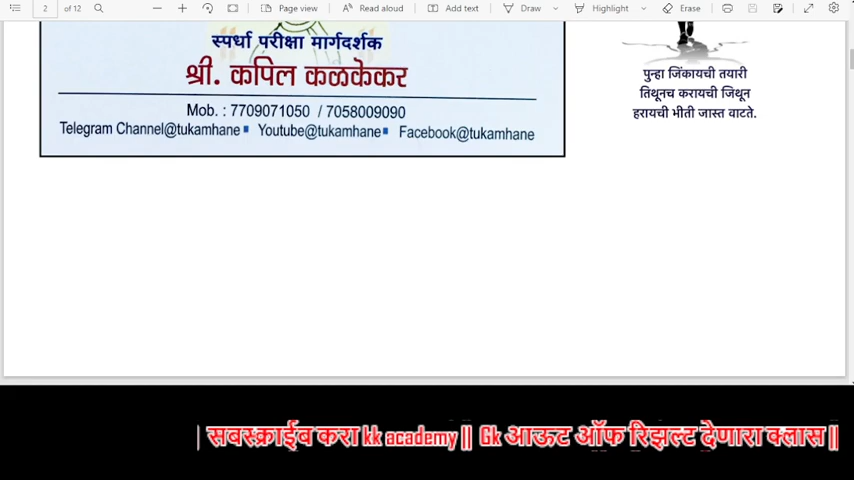 2 of 12 Page view Read aloud Add text Draw Highlight Erase
स्पर्धा परीक्षा मार्गदर्शक
श्री. कपिल कळकेकर
Mob. : 7709071050 / 7058009090
Telegram Channel@tukamhane Youtube@tukamhane Facebook@tukamhane
पुन्हा जिंकायची तयारी
तिथूनच करायची जिथून
हरायची भीती जास्त वाटते.
| सबस्क्राईब करा kk academy || Gk आऊट ऑफ रिझल्ट देणारा क्लास ||